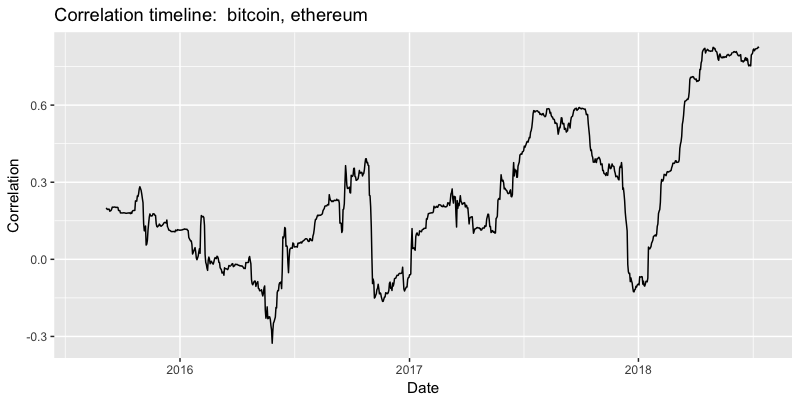 Correlation timeline:  bitcoin, ethereum
Correlation
0.6
0.3
0.0
-0.3
2016
2017
2018
Date